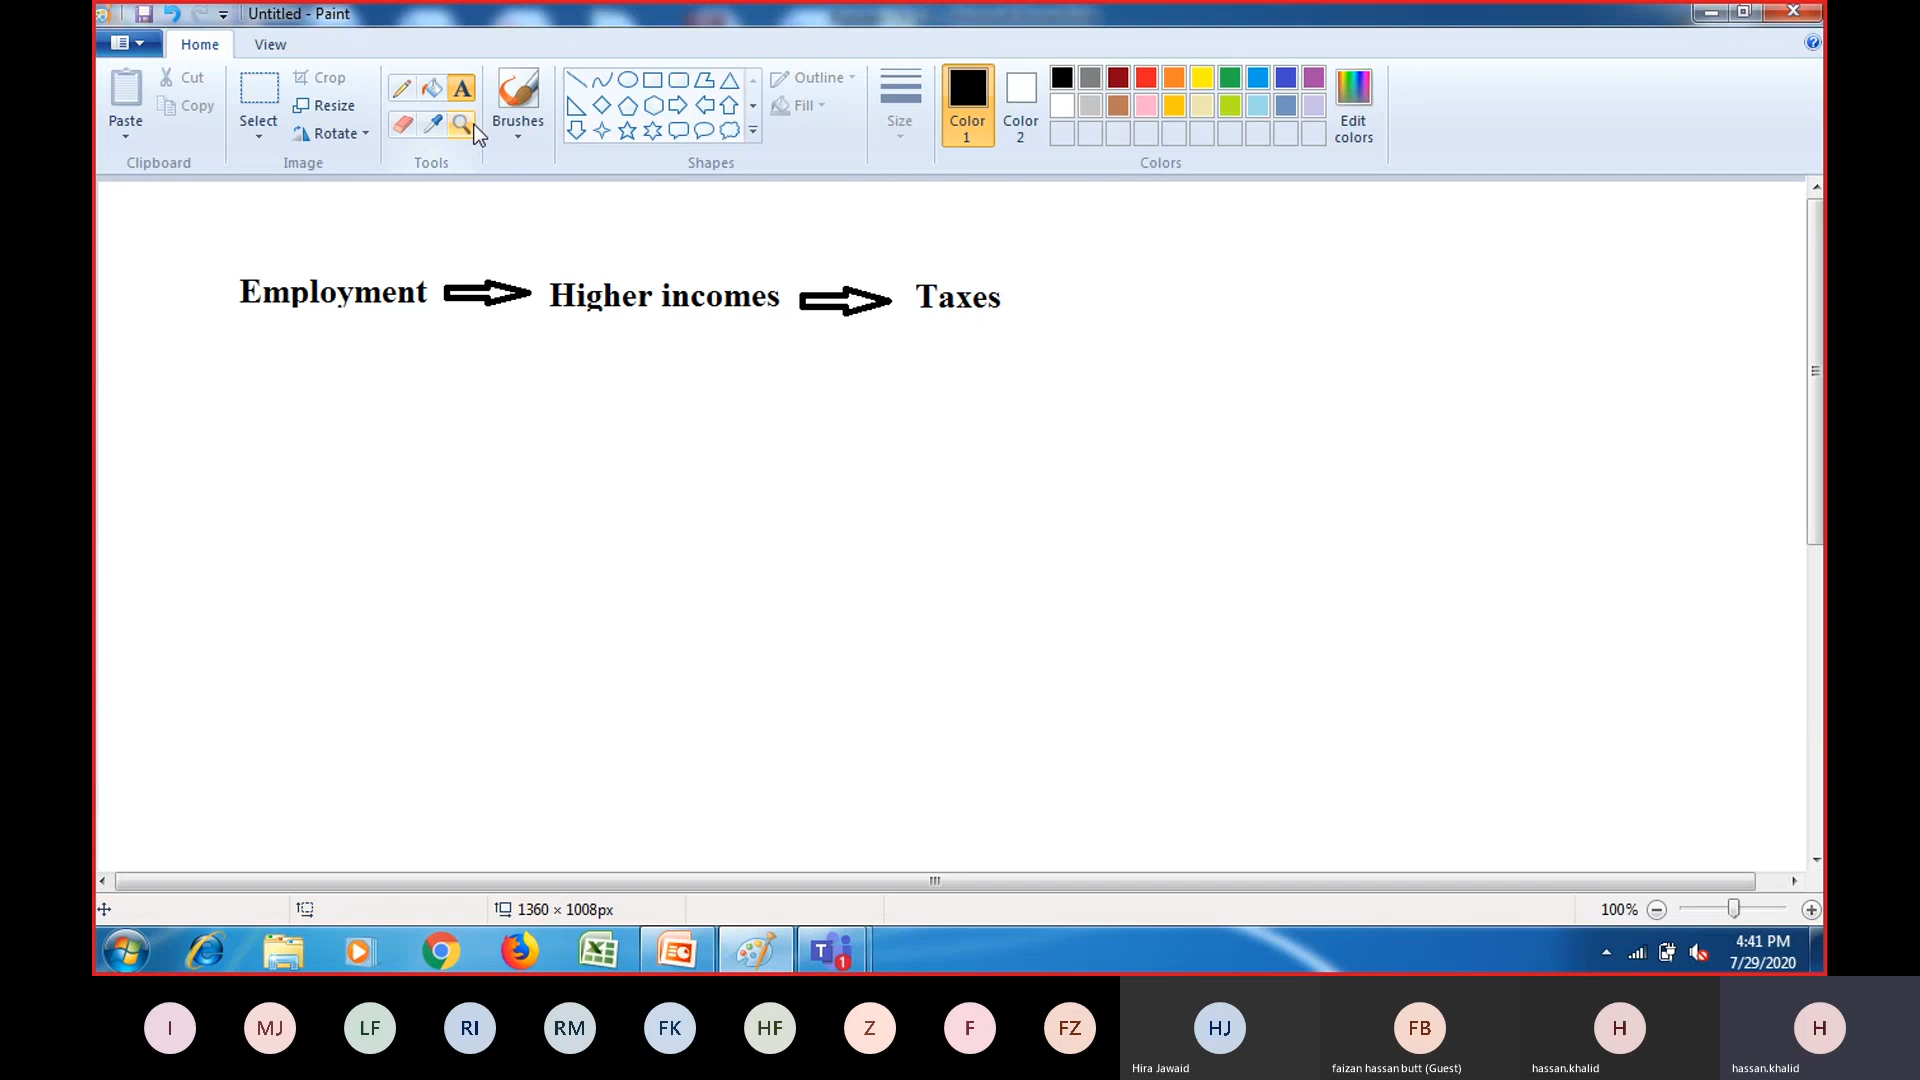 Untitled - Paint
Home View
Paste
Cut
Copy
Clipboard
Select
Crop
Resize
Rotate
Image
A
Tools
Brushes
Shapes
Outline
Fill
Size
Color 1
Color 2
Edit colors
Colors
Employment Higher incomes Taxes
1360 × 1008px
100%
T 1
4:41 PM
7/29/2020
I MJ LF RI RM FK HF Z F FZ HJ FB H H
Hira Jawaid faizan hassan butt (Guest) hassan.khalid hassan.khalid